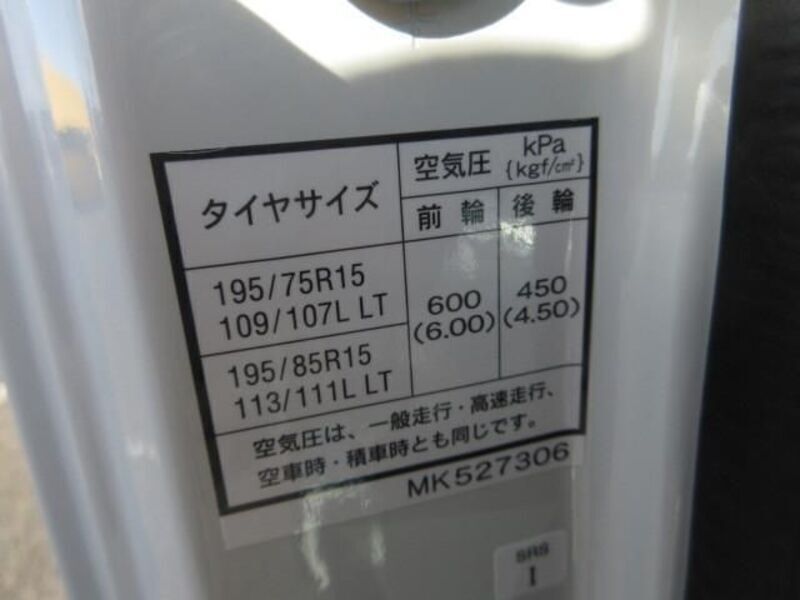 タイヤサイズ
空気圧 kPa
{kgf/cm²}
前輪 後輪
195/75R15
109/107L LT
195/85R15
113/111L LT
600
(6.00)
450
(4.50)
空気圧は、一般走行・高速走行、
空車時・積車時とも同じです。
MK527306
SRS
I